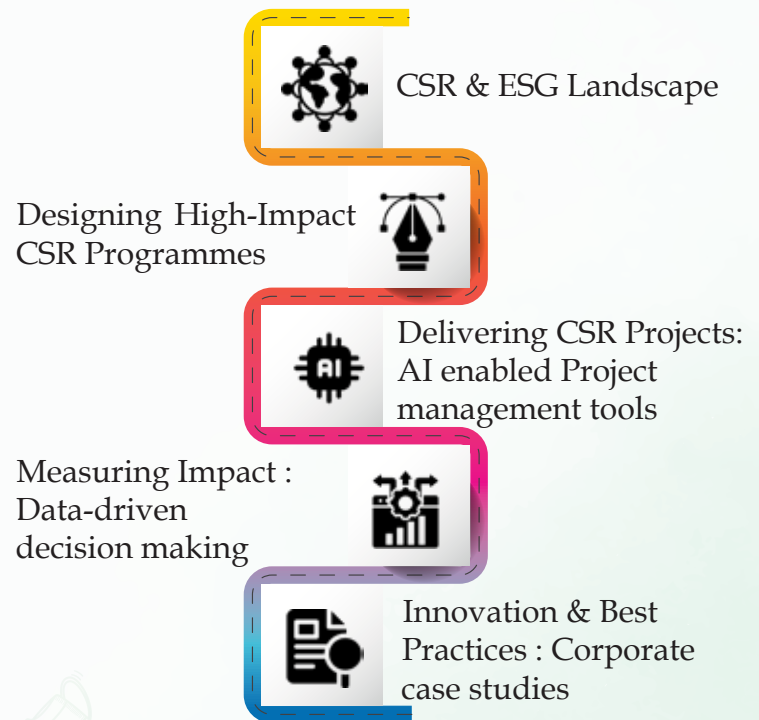 CSR & ESG Landscape
Designing High-Impact
CSR Programmes
AI
Delivering CSR Projects:
AI enabled Project
management tools
Measuring Impact :
Data-driven
decision making
Innovation & Best
Practices : Corporate
case studies